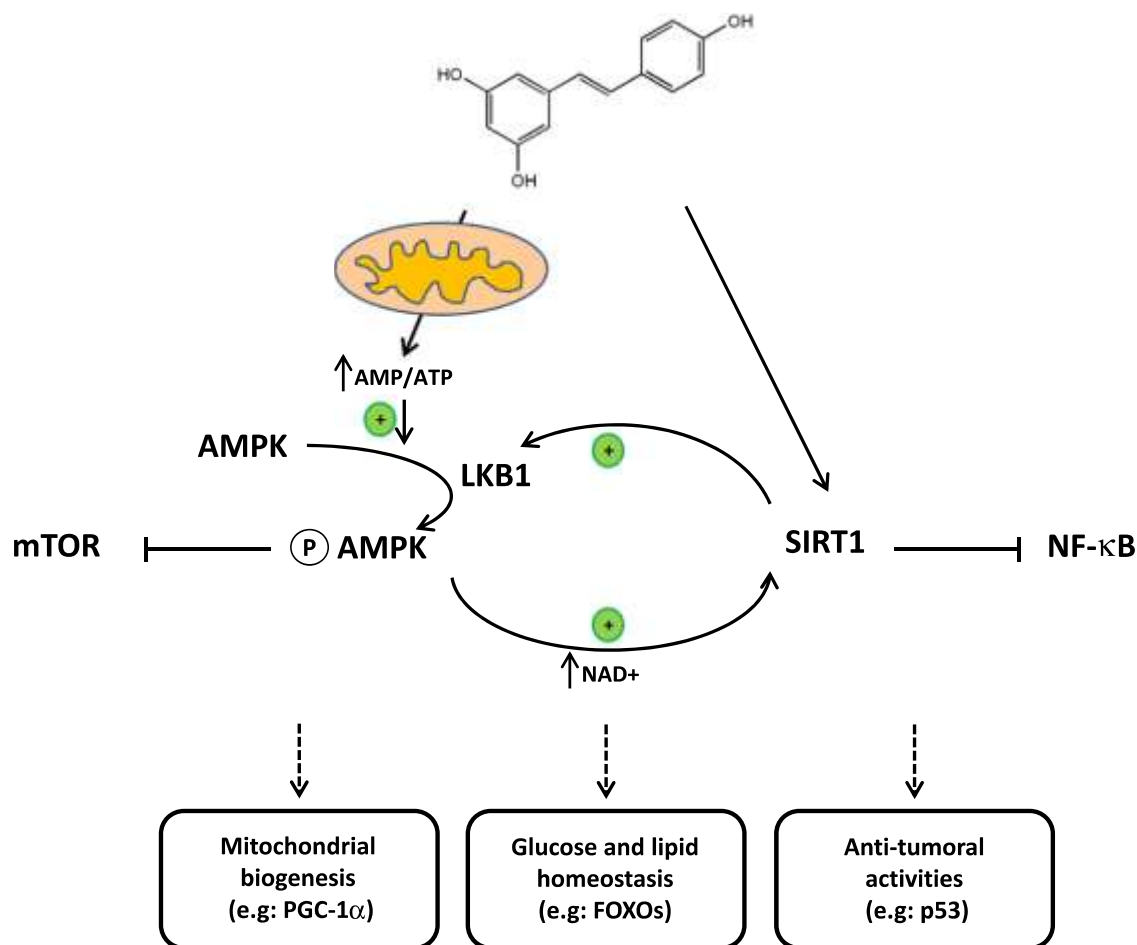 OH
HO
OH
↑AMP/ATP
+
AMPK
+
LKB1
mTOR
P AMPK
SIRT1
NF-κB
+
↑NAD+
Mitochondrial
biogenesis
(e.g: PGC-1α)
Glucose and lipid
homeostasis
(e.g: FOXOs)
Anti-tumoral
activities
(e.g: p53)